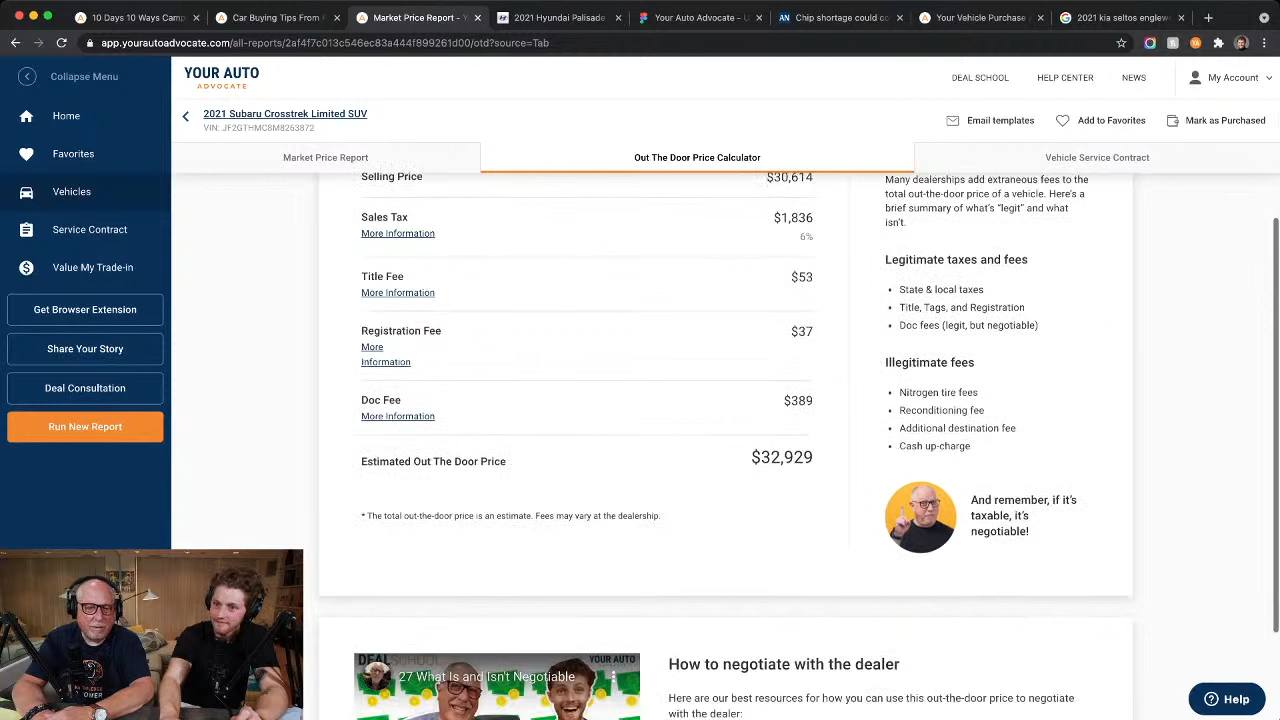 10 Days 10 Ways Camp
Car Buying Tips From
Market Price Report - Y
2021 Hyundai Palisade
Your Auto Advocate – U
Chip shortage could co
Your Vehicle Purchase
2021 kia seltos englew
app.yourautoadvocate.com/all-reports/2af4f7c013c546ec83a444f899261d00/otd?source=Tab
Collapse Menu
Home
Favorites
Vehicles
Service Contract
Value My Trade-in
Get Browser Extension
Share Your Story
Deal Consultation
Run New Report
YOUR AUTO
ADVOCATE
DEAL SCHOOL
HELP CENTER
NEWS
My Account
2021 Subaru Crosstrek Limited SUV
VIN: JF2GTHMC8M8263872
Email templates
Add to Favorites
Mark as Purchased
Market Price Report
Out The Door Price Calculator
Vehicle Service Contract
Selling Price
$30,614
Sales Tax
$1,836
More Information
6%
Title Fee
$53
More Information
Registration Fee
$37
More
Information
Doc Fee
$389
More Information
Estimated Out The Door Price
$32,929
* The total out-the-door price is an estimate. Fees may vary at the dealership.
Many dealerships add extraneous fees to the
total out-the-door price of a vehicle. Here's a
brief summary of what's “legit” and what
isn't.
Legitimate taxes and fees
• State & local taxes
• Title, Tags, and Registration
• Doc fees (legit, but negotiable)
Illegitimate fees
• Nitrogen tire fees
• Reconditioning fee
• Additional destination fee
• Cash up-charge
And remember, if it's
taxable, it's
negotiable!
DEALSCHOOL
YOUR AUTO
27 What Is and Isn't Negotiable
How to negotiate with the dealer
Here are our best resources for how you can use this out-the-door price to negotiate
with the dealer:
Help